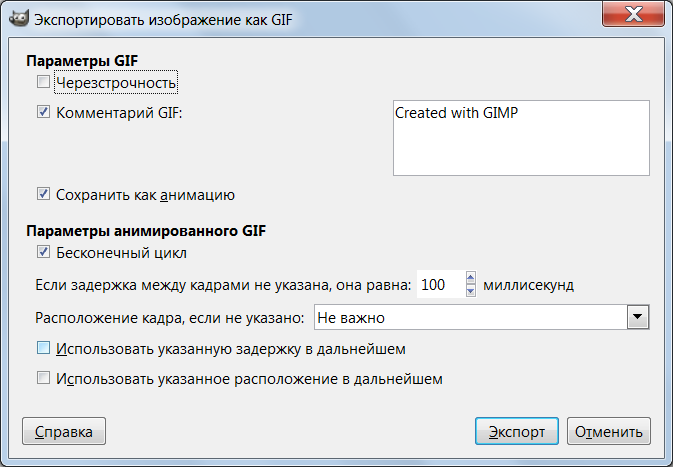 Экспортировать изображение как GIF
Параметры GIF
Черезстрочность
Комментарий GIF:
Created with GIMP
Сохранить как анимацию
Параметры анимированного GIF
Бесконечный цикл
Если задержка между кадрами не указана, она равна: 100 миллисекунд
Расположение кадра, если не указано: Не важно
Использовать указанную задержку в дальнейшем
Использовать указанное расположение в дальнейшем
Справка Экспорт Отменить